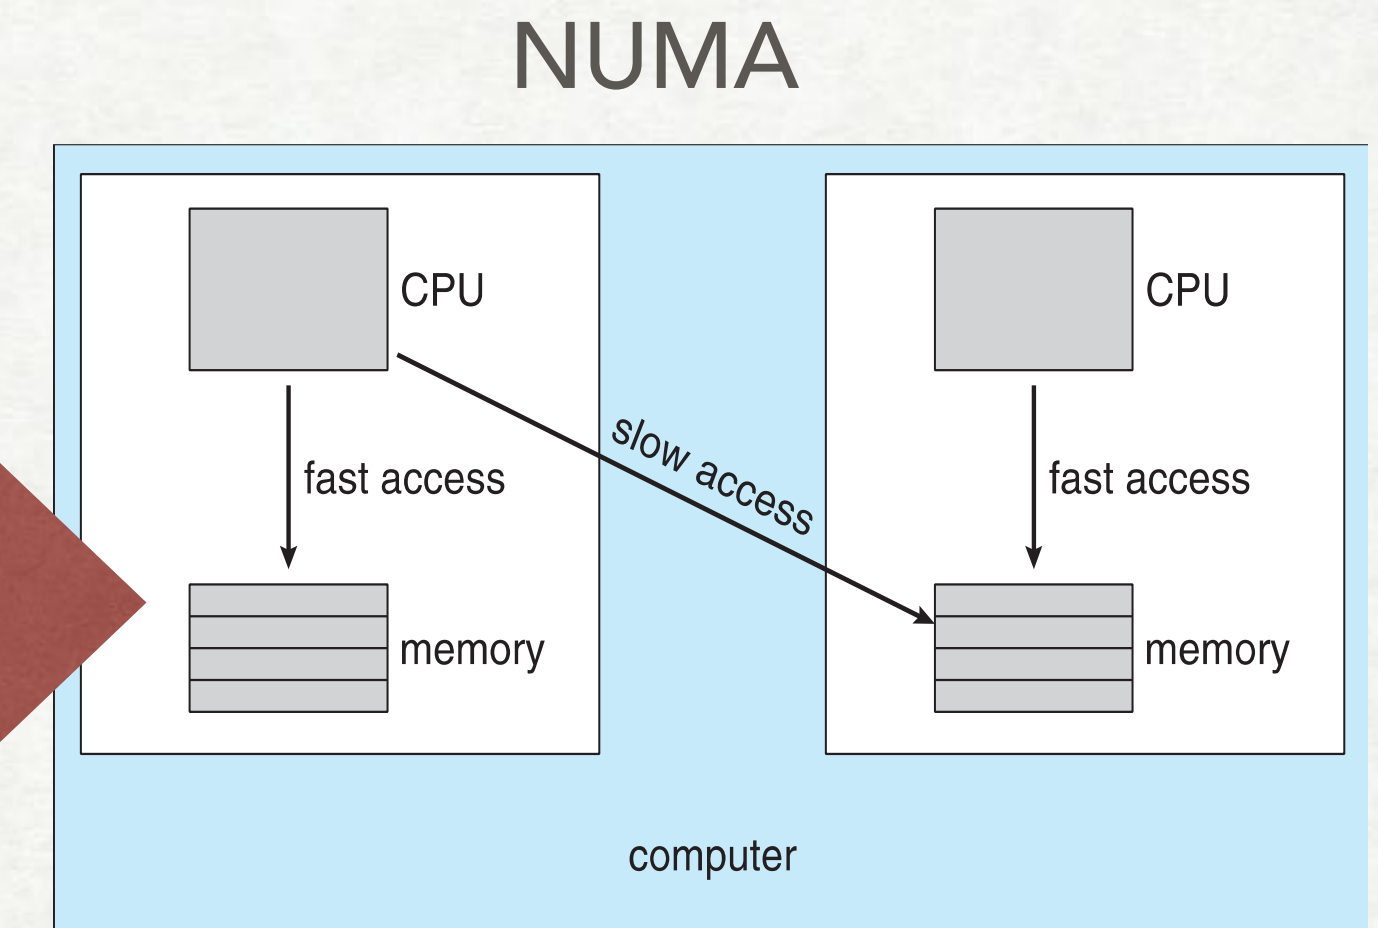 NUMA
CPU
CPU
slow access
fast access
fast access
memory
memory
computer